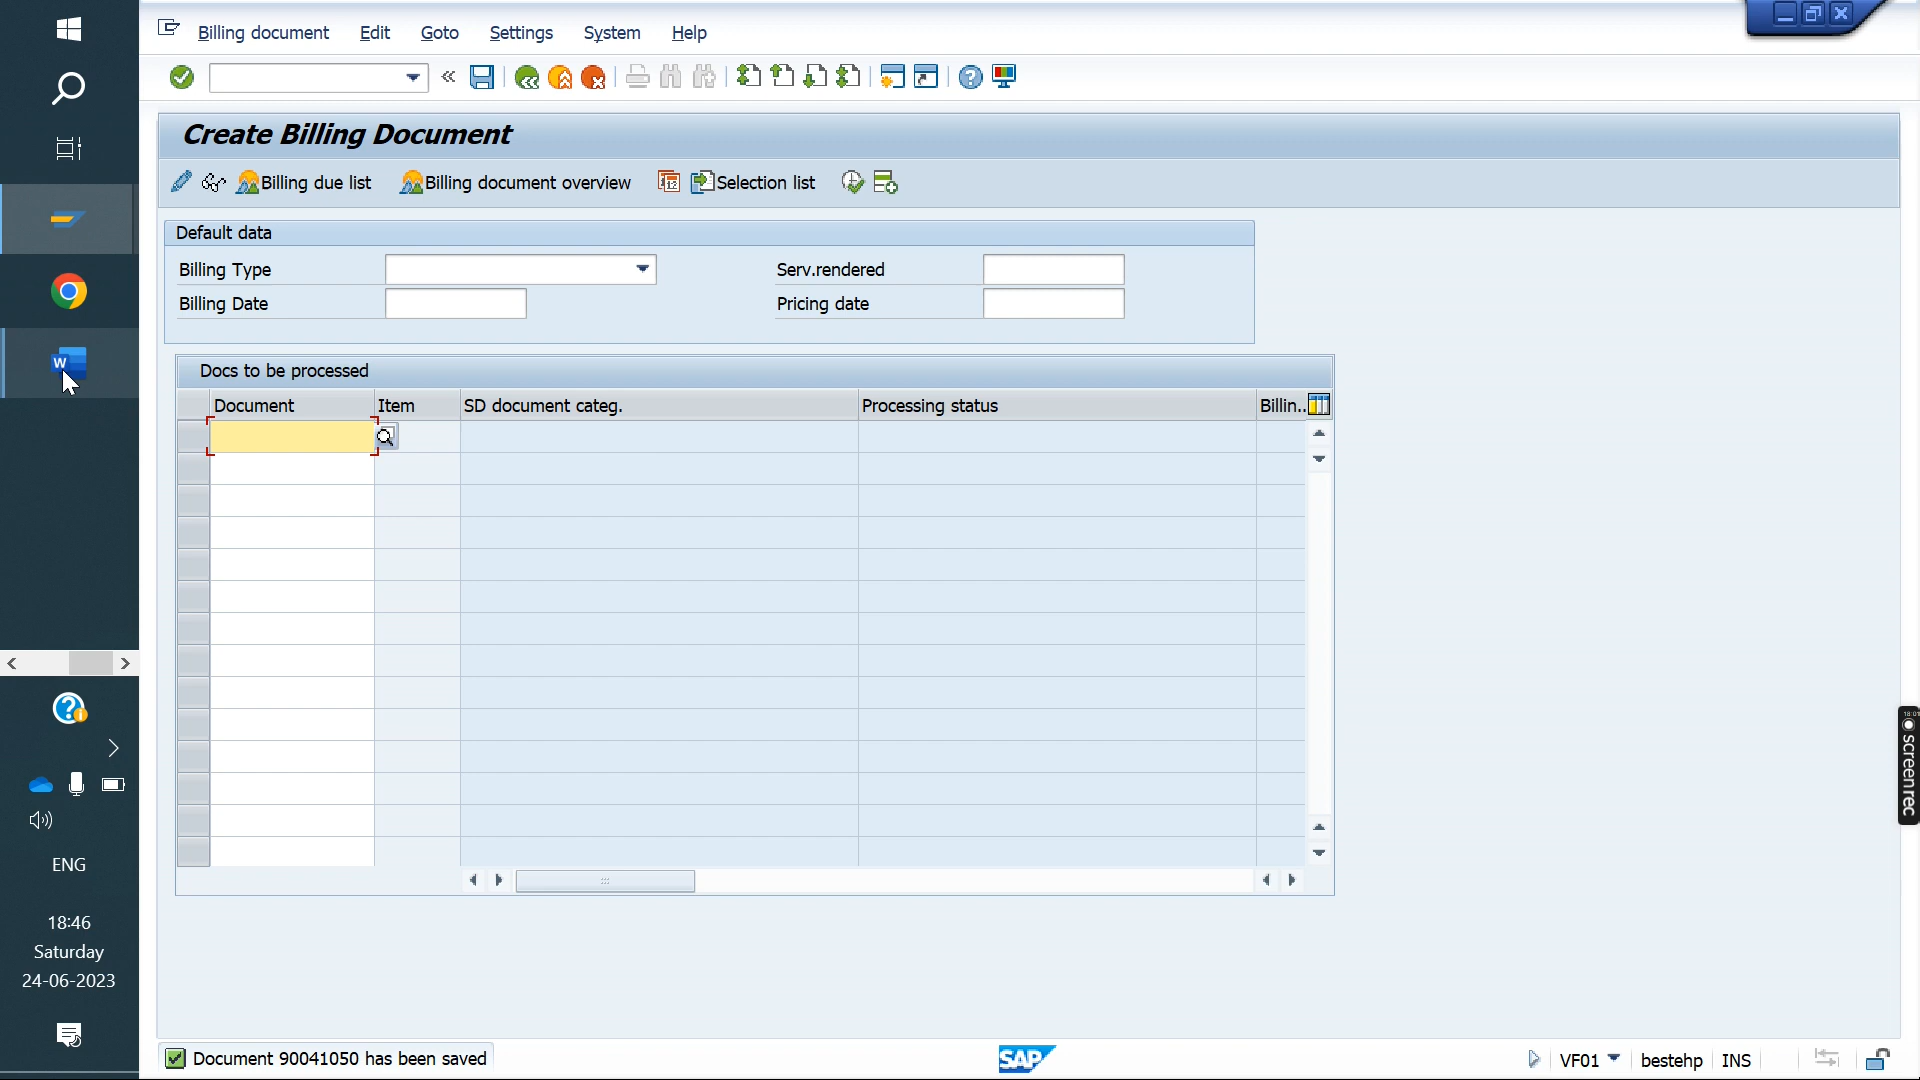 Billing document Edit Goto Settings System Help
Create Billing Document
Billing due list Billing document overview 12 Selection list
Default data
Billing Type Serv.rendered
Billing Date Pricing date
Docs to be processed
Document Item SD document categ. Processing status Billin..
W
18:01
screenrec
ENG
18:46
Saturday
24-06-2023
Document 90041050 has been saved
SAP
VF01 bestehp INS